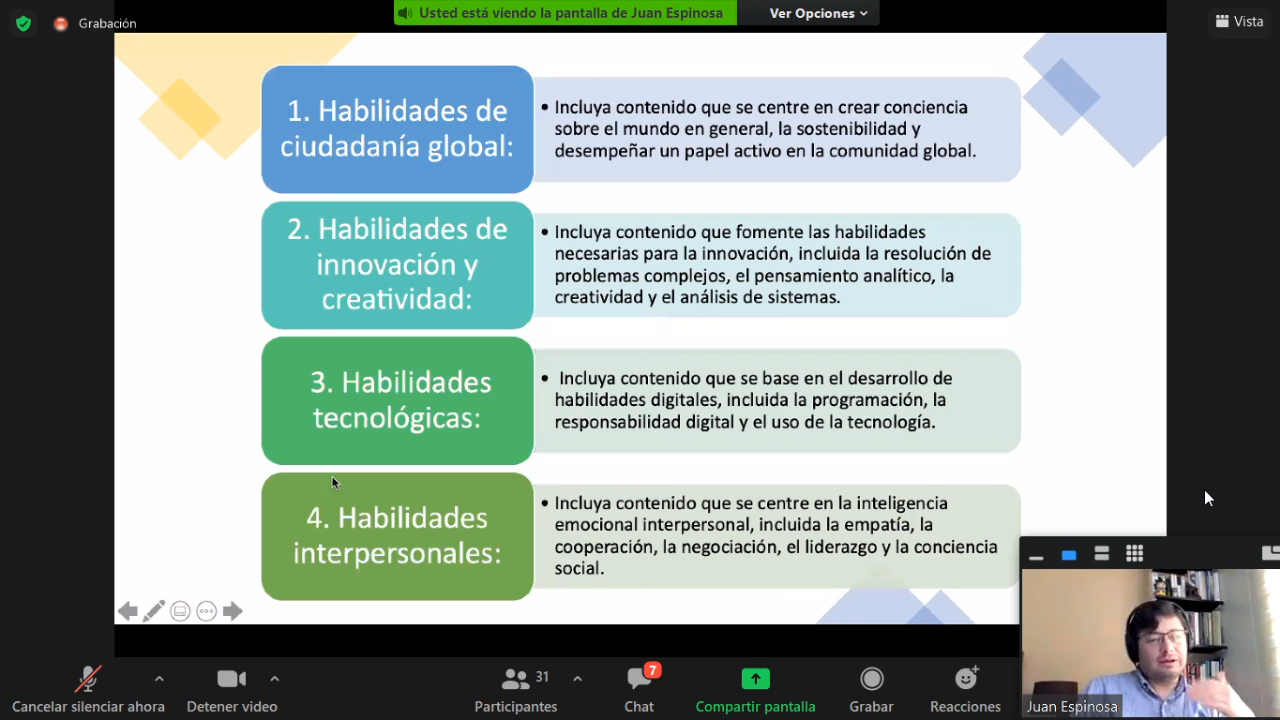 Grabación
Usted está viendo la pantalla de Juan Espinosa
Ver Opciones
Vista
1. Habilidades de
ciudadanía global:
• Incluya contenido que se centre en crear conciencia
sobre el mundo en general, la sostenibilidad y
desempeñar un papel activo en la comunidad global.
2. Habilidades de
innovación y
creatividad:
• Incluya contenido que fomente las habilidades
necesarias para la innovación, incluida la resolución de
problemas complejos, el pensamiento analítico, la
creatividad y el análisis de sistemas.
3. Habilidades
tecnológicas:
• Incluya contenido que se base en el desarrollo de
habilidades digitales, incluida la programación, la
responsabilidad digital y el uso de la tecnología.
4. Habilidades
interpersonales:
• Incluya contenido que se centre en la inteligencia
emocional interpersonal, incluida la empatía, la
cooperación, la negociación, el liderazgo y la conciencia
social.
Juan Espinosa
Cancelar silenciar ahora
Detener video
31
Participantes
7
Chat
Compartir pantalla
Grabar
Reacciones